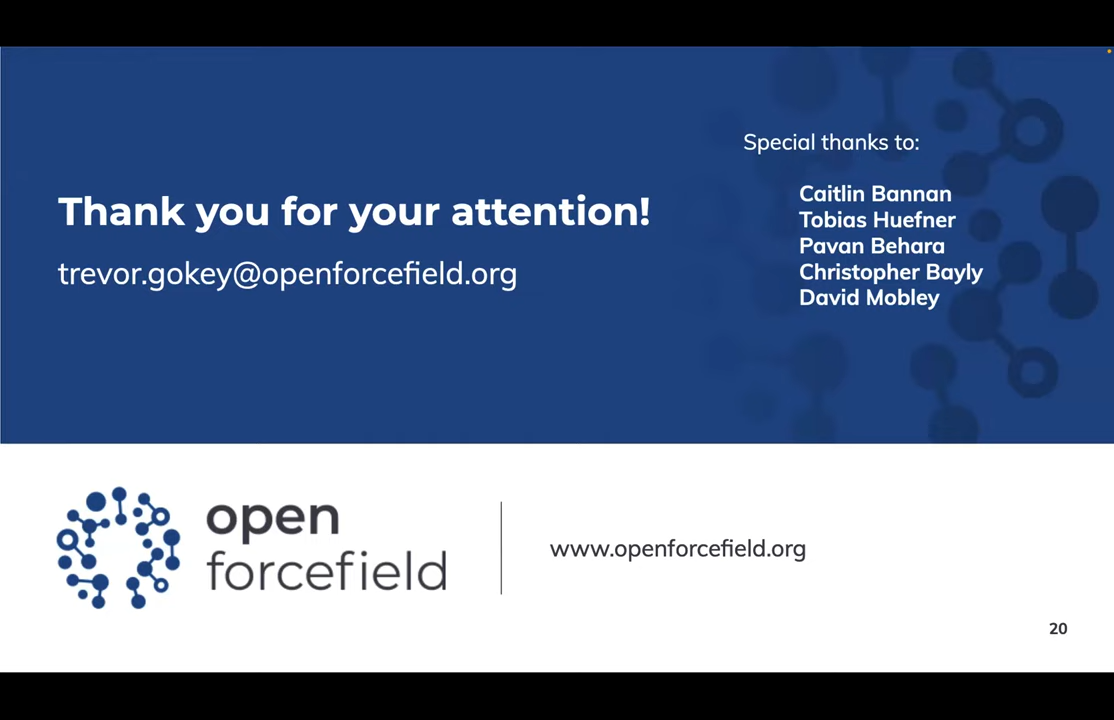 Thank you for your attention!
trevor.gokey@openforcefield.org
Special thanks to:
Caitlin Bannan
Tobias Huefner
Pavan Behara
Christopher Bayly
David Mobley
open
forcefield
www.openforcefield.org
20